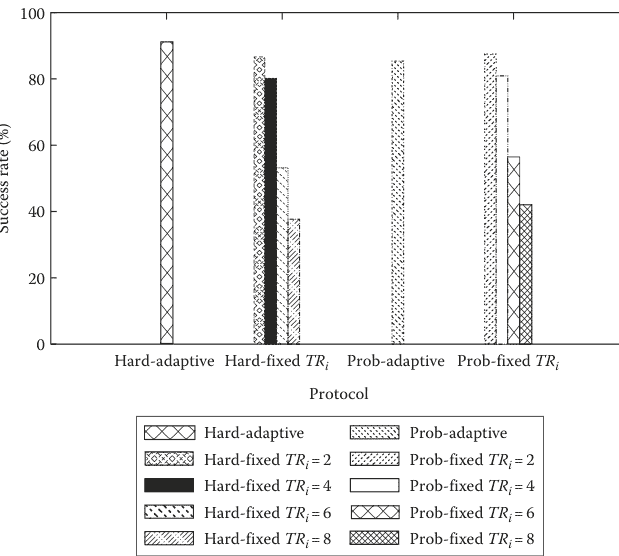 100
80
60
40
20
0
Success rate (%)
Hard-adaptive Hard-fixed TRi Prob-adaptive Prob-fixed TRi
Protocol
Hard-adaptive Prob-adaptive
Hard-fixed TRi = 2 Prob-fixed TRi = 2
Hard-fixed TRi = 4 Prob-fixed TRi = 4
Hard-fixed TRi = 6 Prob-fixed TRi = 6
Hard-fixed TRi = 8 Prob-fixed TRi = 8